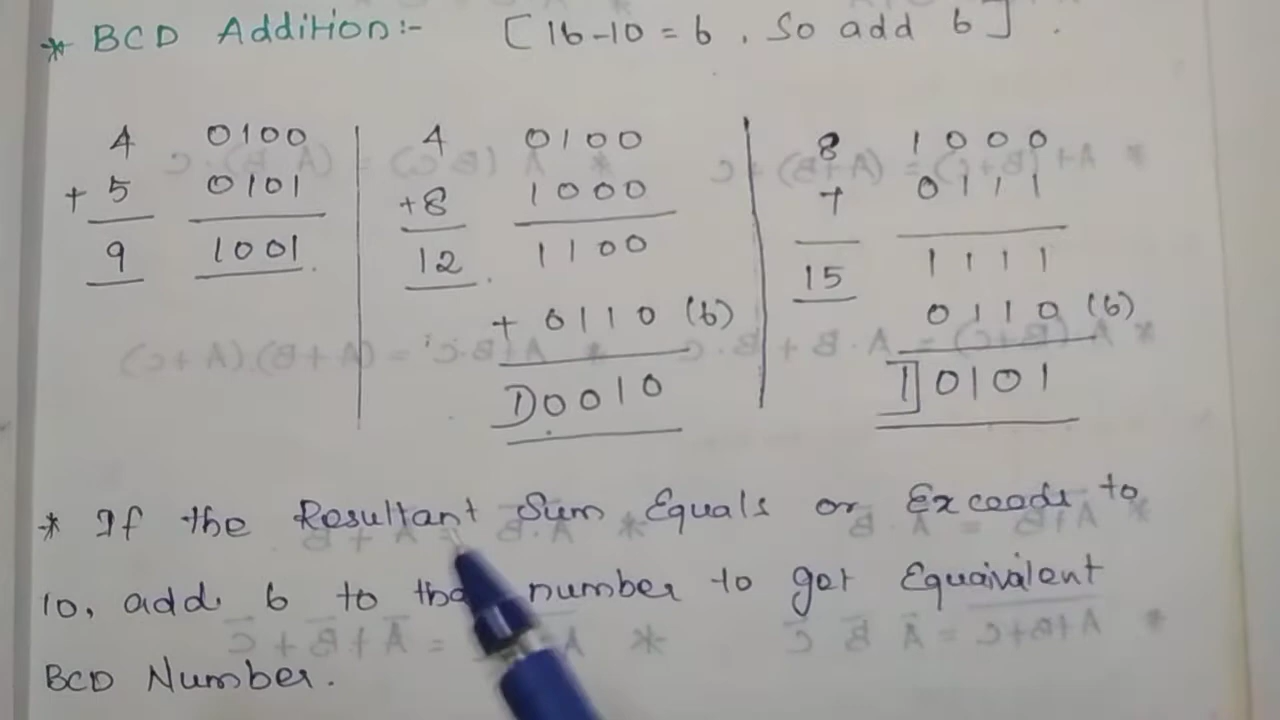 * BCD Addition:- [16-10=6, So add 6].
4 0100
+ 5 0101
9 1001.
4 0100
+8 1000
12. 1100
+ 0110 (6)
1 0010
8 1000
7 0111
15 1111
0110 (6)
1 0101
* If the Resultant Sum Equals or Exceeds to
10, add 6 to the number to get Equaivalent
BCD Number.